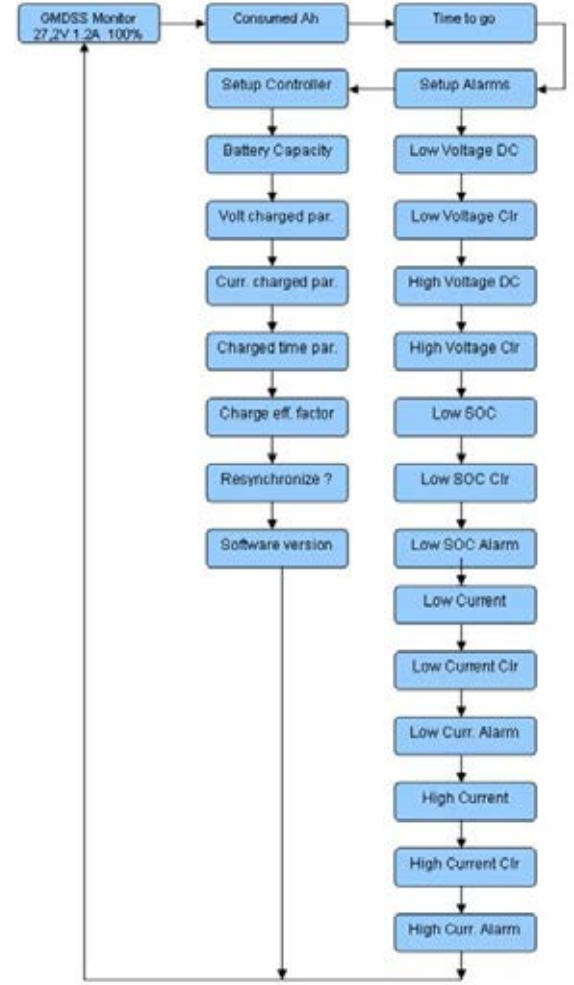 GMDSS Monitor
27,2V 1.2A 100%
Consumed Ah
Time to go
Setup Controller
Setup Alarms
Battery Capacity
Low Voltage DC
Volt charged par.
Low Voltage Clr
Curr. charged par.
High Voltage DC
Charged time par.
High Voltage Clr
Charge eff. factor
Low SOC
Resynchronize ?
Low SOC Clr
Software version
Low SOC Alarm
Low Current
Low Current Clr
Low Curr. Alarm
High Current
High Current Clr
High Curr. Alarm